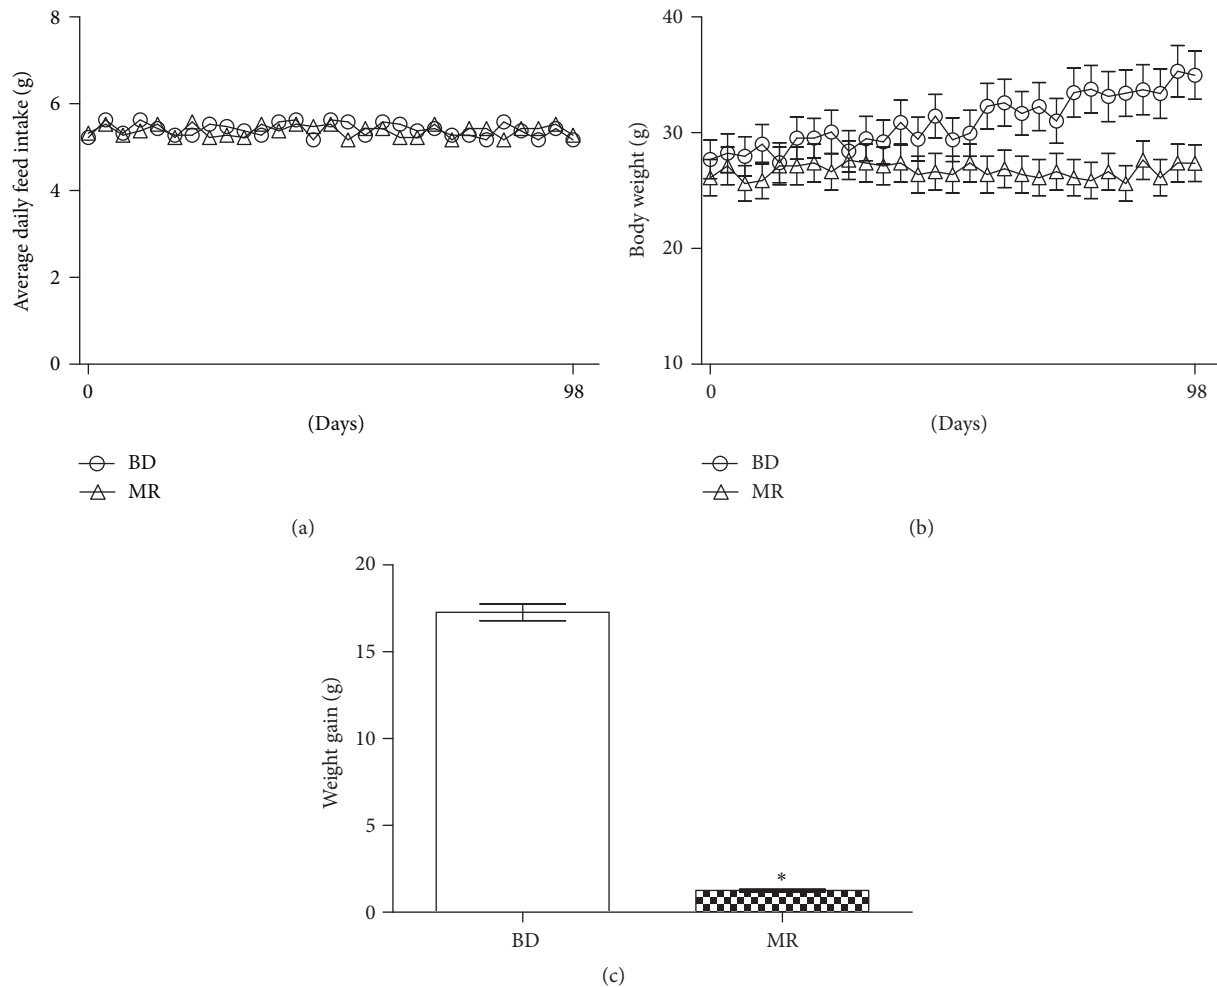 8
6
4
2
0
Average daily feed intake (g)
0
98
(Days)
BD
MR
(a)
40
30
20
10
Body weight (g)
0
98
(Days)
BD
MR
(b)
20
15
10
5
0
Weight gain (g)
*
BD
MR
(c)